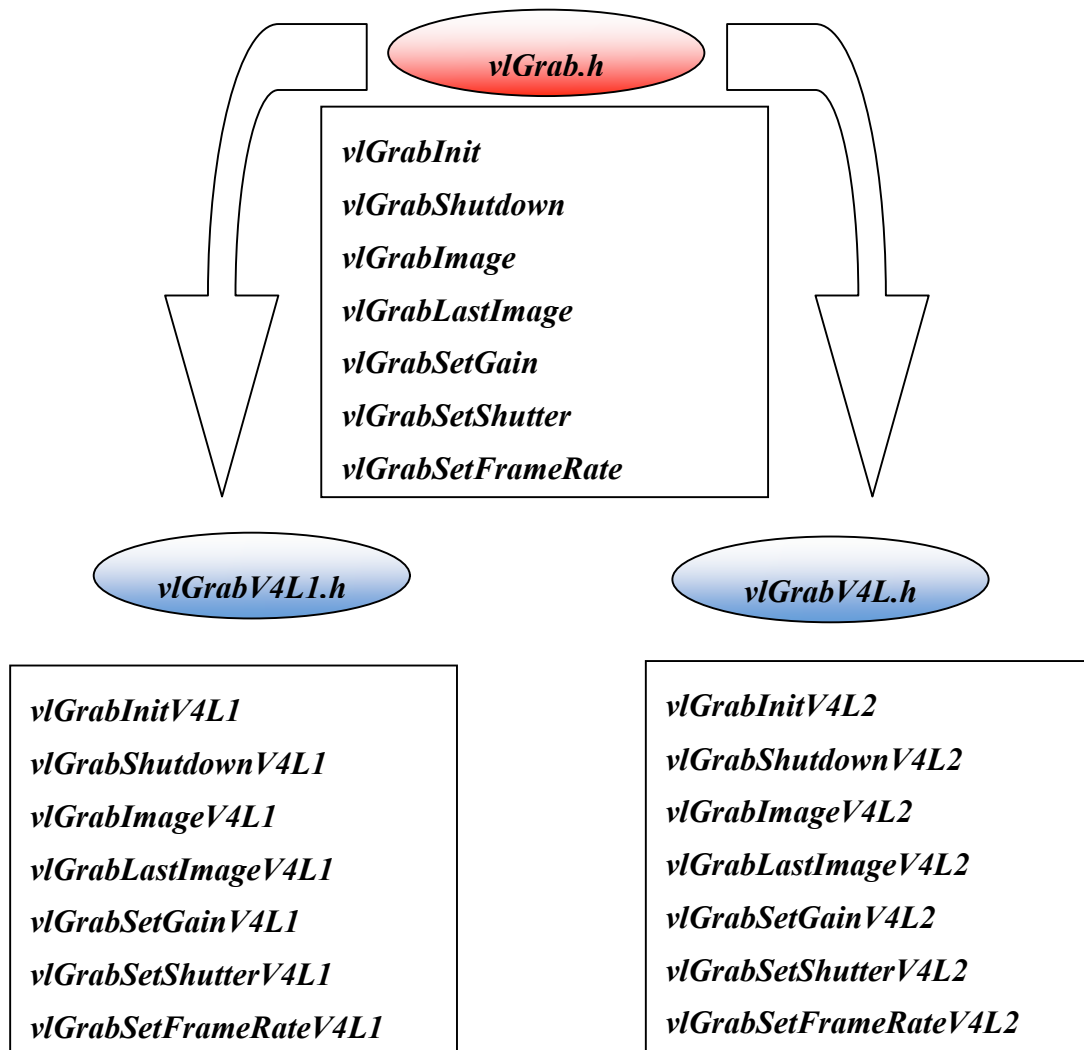 vlGrab.h
vlGrabInit
vlGrabShutdown
vlGrabImage
vlGrabLastImage
vlGrabSetGain
vlGrabSetShutter
vlGrabSetFrameRate
vlGrabV4L1.h
vlGrabV4L.h
vlGrabInitV4L1
vlGrabShutdownV4L1
vlGrabImageV4L1
vlGrabLastImageV4L1
vlGrabSetGainV4L1
vlGrabSetShutterV4L1
vlGrabSetFrameRateV4L1
vlGrabInitV4L2
vlGrabShutdownV4L2
vlGrabImageV4L2
vlGrabLastImageV4L2
vlGrabSetGainV4L2
vlGrabSetShutterV4L2
vlGrabSetFrameRateV4L2